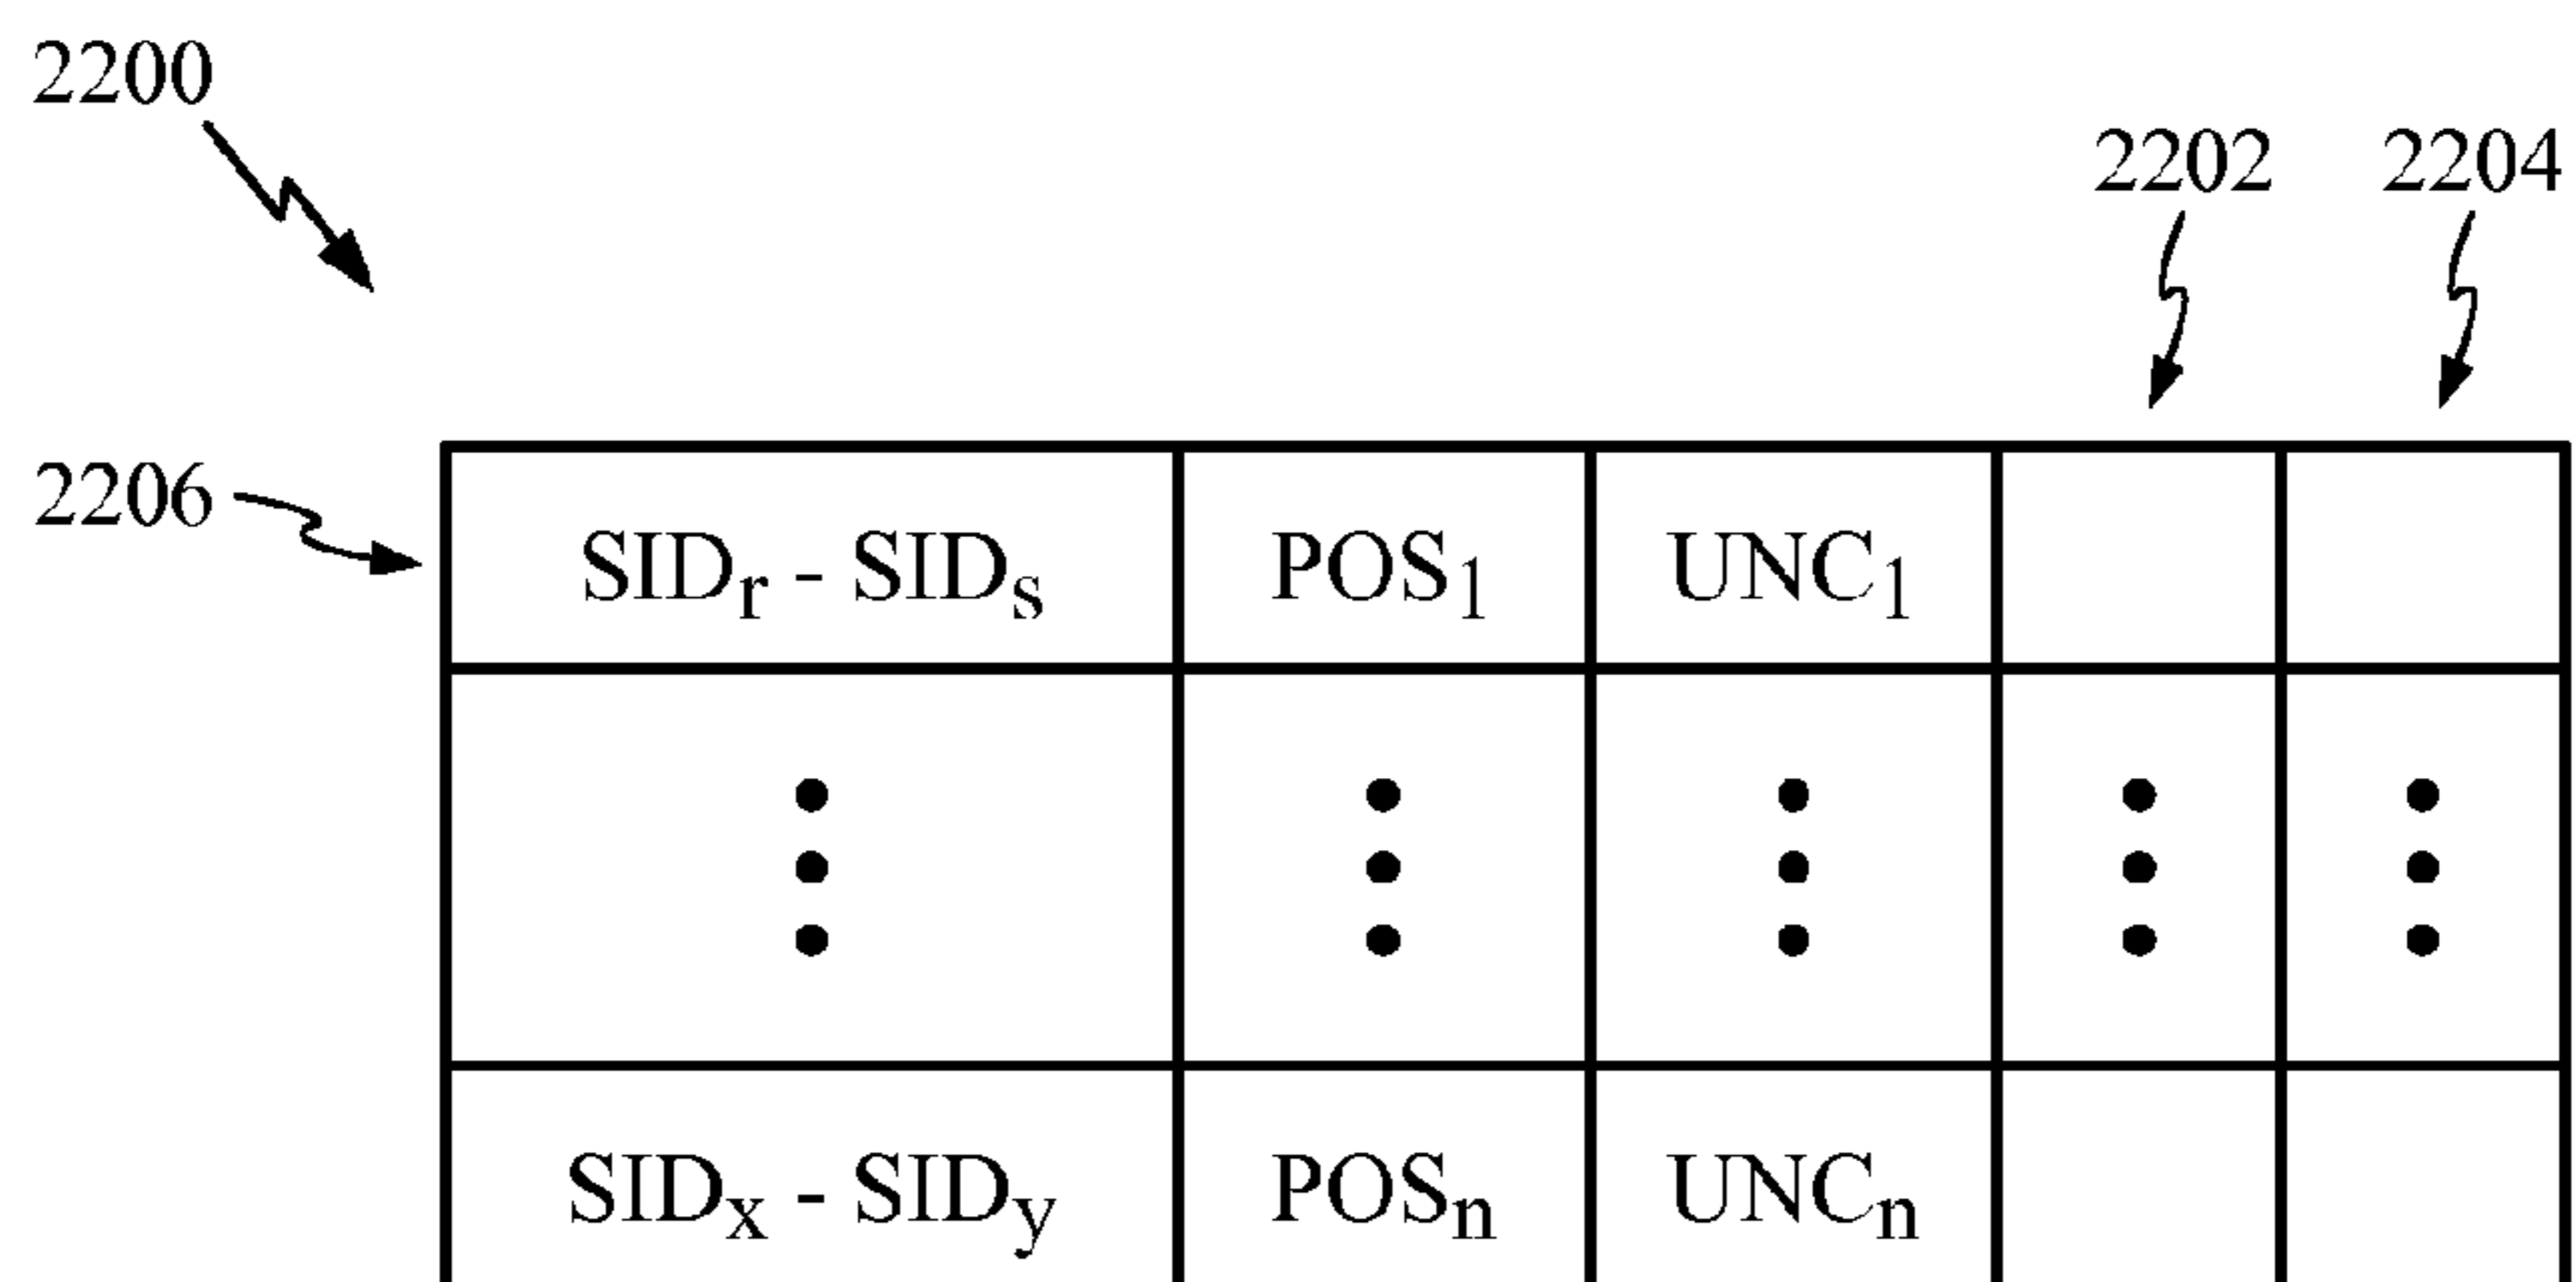 2200
2202 2204
2206
SIDr - SIDs POS1 UNC1
SIDx - SIDy POSn UNCn